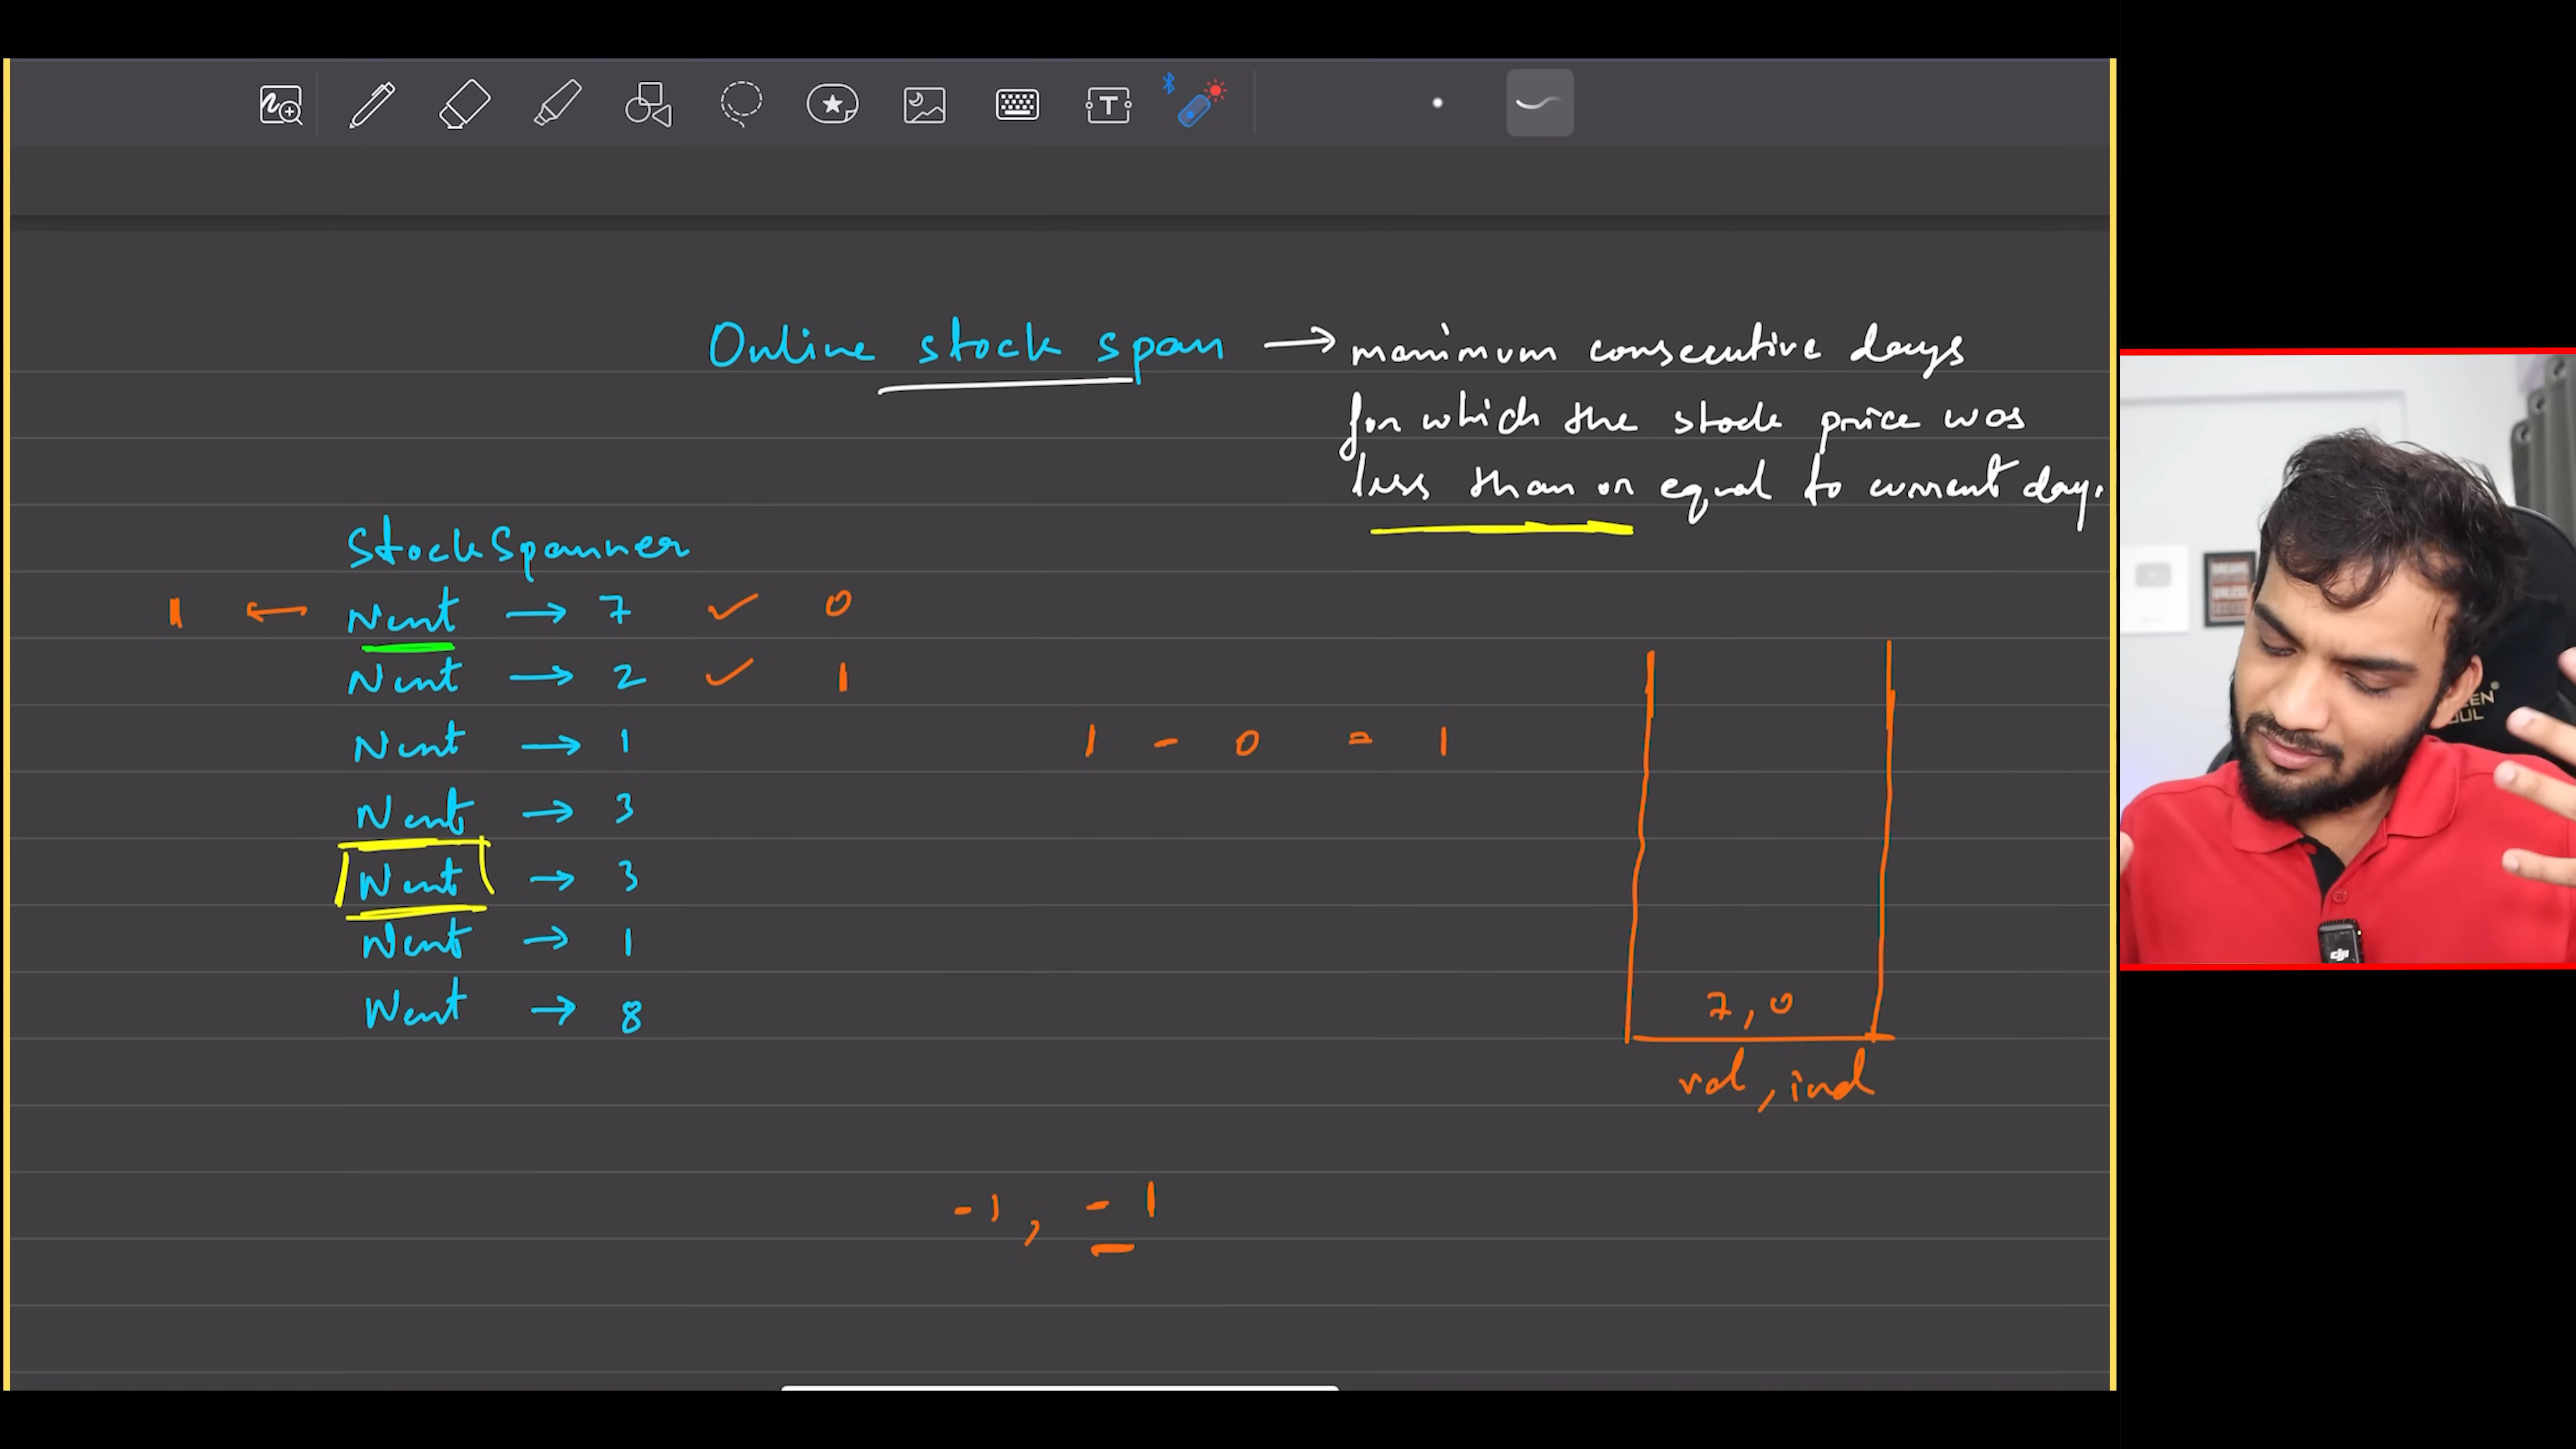 Online stock span → maximum consecutive days
for which the stock price was
less than or equal to current day.
StockSpanner
1 ← Next → 7 ✓ 0
Next → 2 ✓ 1
Next → 1
1 - 0 = 1
Next → 3
Next → 3
Next → 1
Next → 8
7, 0
val, ind
-1, -1
dji